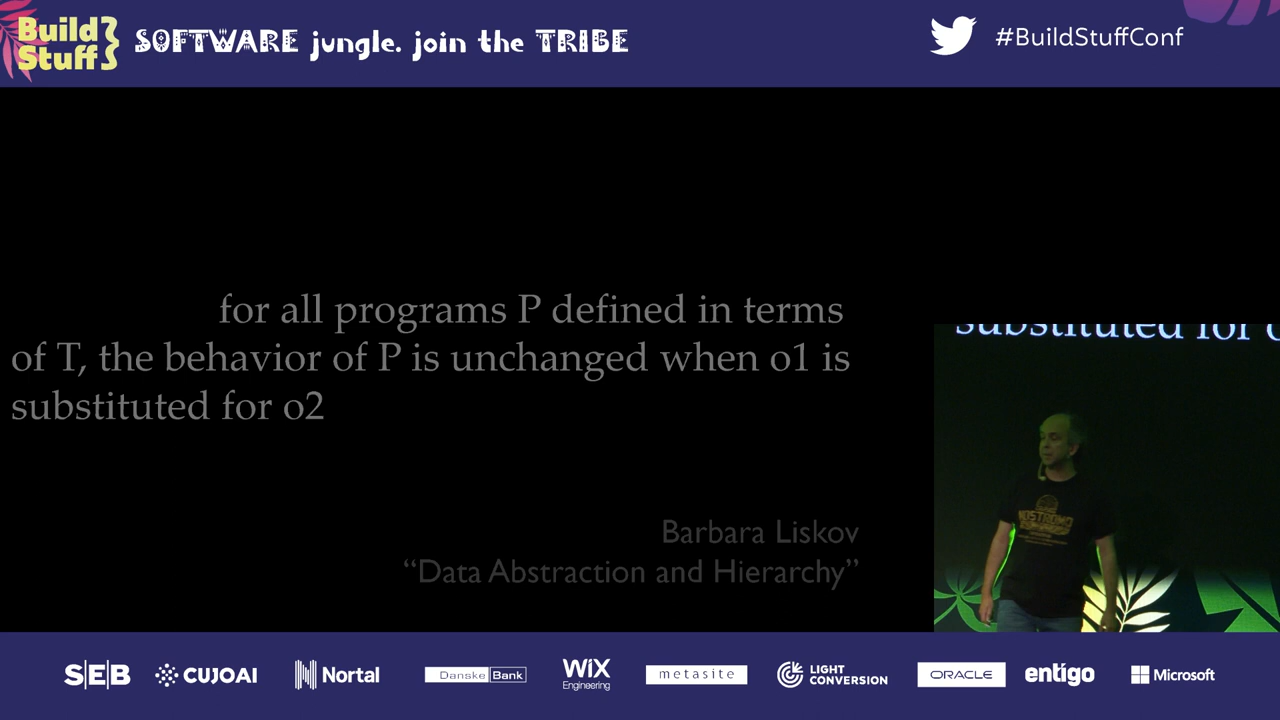 Build
Stuff
SOFTWARE jungle. join the TRIBE
#BuildStuffConf
for all programs P defined in terms
of T, the behavior of P is unchanged when o1 is
substituted for o2
substituted for
Barbara Liskov
“Data Abstraction and Hierarchy”
NOSTROMO
S|E|B
CUJOAI
Nortal
Danske Bank
WiX
Engineering
metasite
LIGHT
CONVERSION
ORACLE
entigo
Microsoft